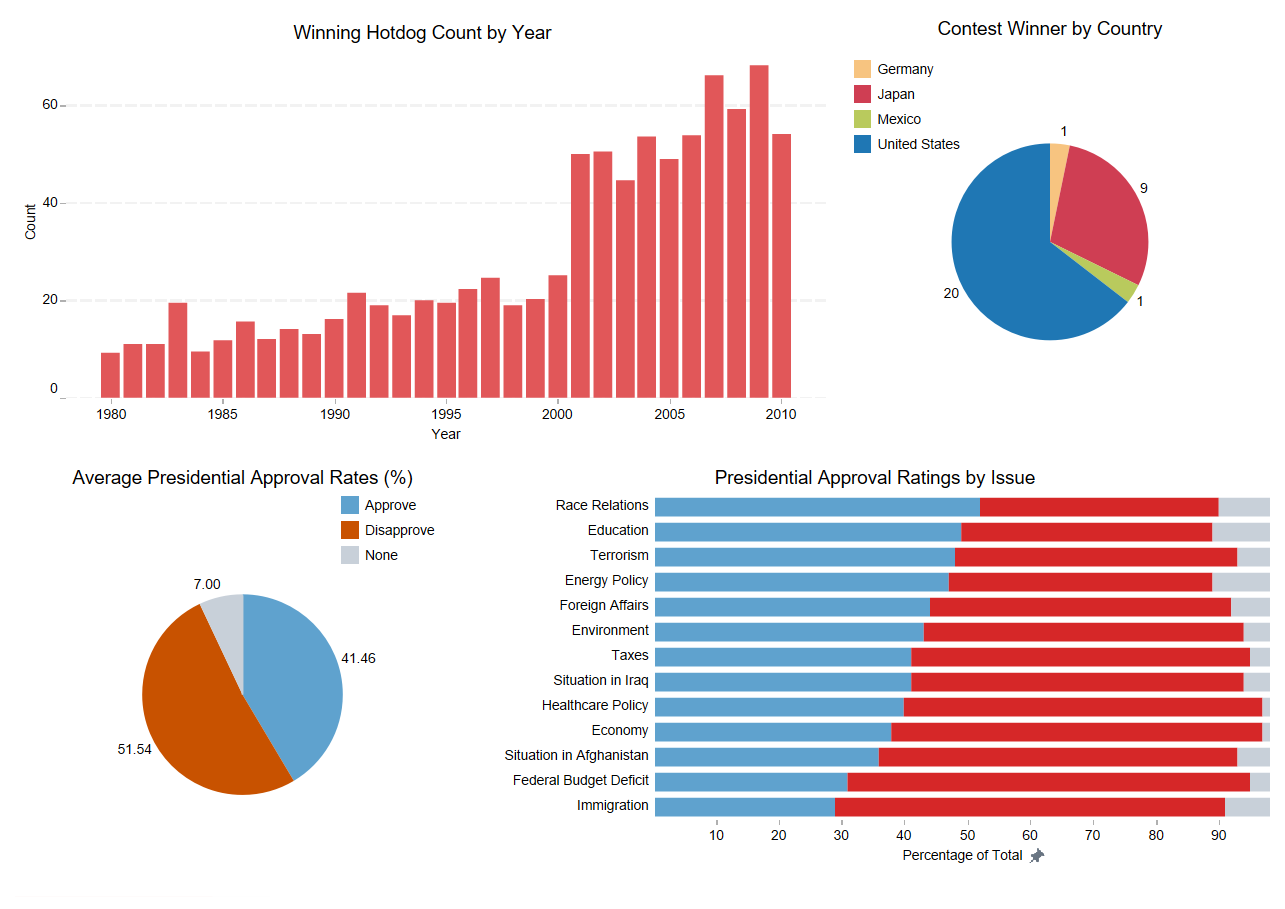 Winning Hotdog Count by Year
Count
60
40
20
0
1980 1985 1990 1995 2000 2005 2010
Year
Contest Winner by Country
Germany
Japan
Mexico
United States
1
9
20
1
Average Presidential Approval Rates (%)
Approve
Disapprove
None
7.00
41.46
51.54
Presidential Approval Ratings by Issue
Race Relations
Education
Terrorism
Energy Policy
Foreign Affairs
Environment
Taxes
Situation in Iraq
Healthcare Policy
Economy
Situation in Afghanistan
Federal Budget Deficit
Immigration
10 20 30 40 50 60 70 80 90
Percentage of Total